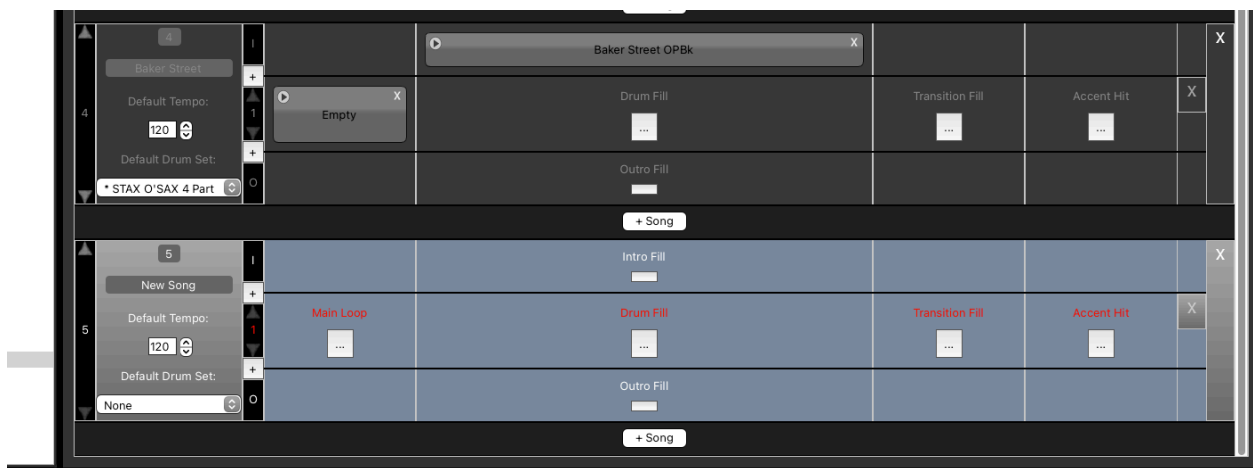 4
I
Baker Street OPBk
X
X
Baker Street
+
4
Default Tempo:
120
1
X
Empty
Drum Fill
...
Transition Fill
...
Accent Hit
...
X
+
Default Drum Set:
* STAX O'SAX 4 Part
O
Outro Fill
+ Song
5
I
Intro Fill
X
New Song
+
5
Default Tempo:
120
1
Main Loop
...
Drum Fill
...
Transition Fill
...
Accent Hit
...
X
+
Default Drum Set:
None
O
Outro Fill
+ Song